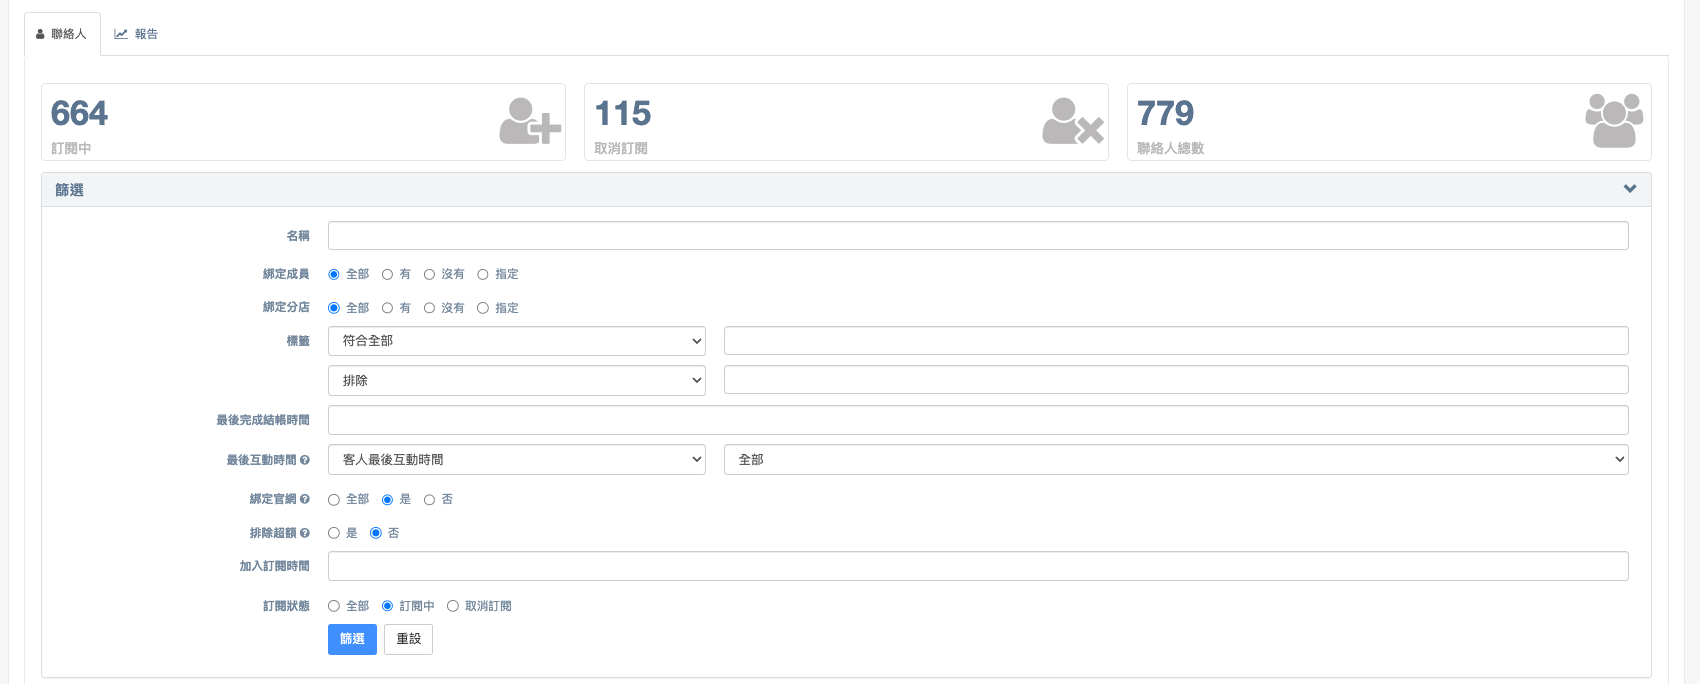 聯絡人 報告
664 115 779
訂閱中 取消訂閱 聯絡人總數
篩選
名稱
綁定成員 全部 有 沒有 指定
綁定分店 全部 有 沒有 指定
標籤 符合全部
排除
最後完成結帳時間
最後互動時間 客人最後互動時間 全部
綁定官網 全部 是 否
排除超額 是 否
加入訂閱時間
訂閱狀態 全部 訂閱中 取消訂閱
篩選 重設